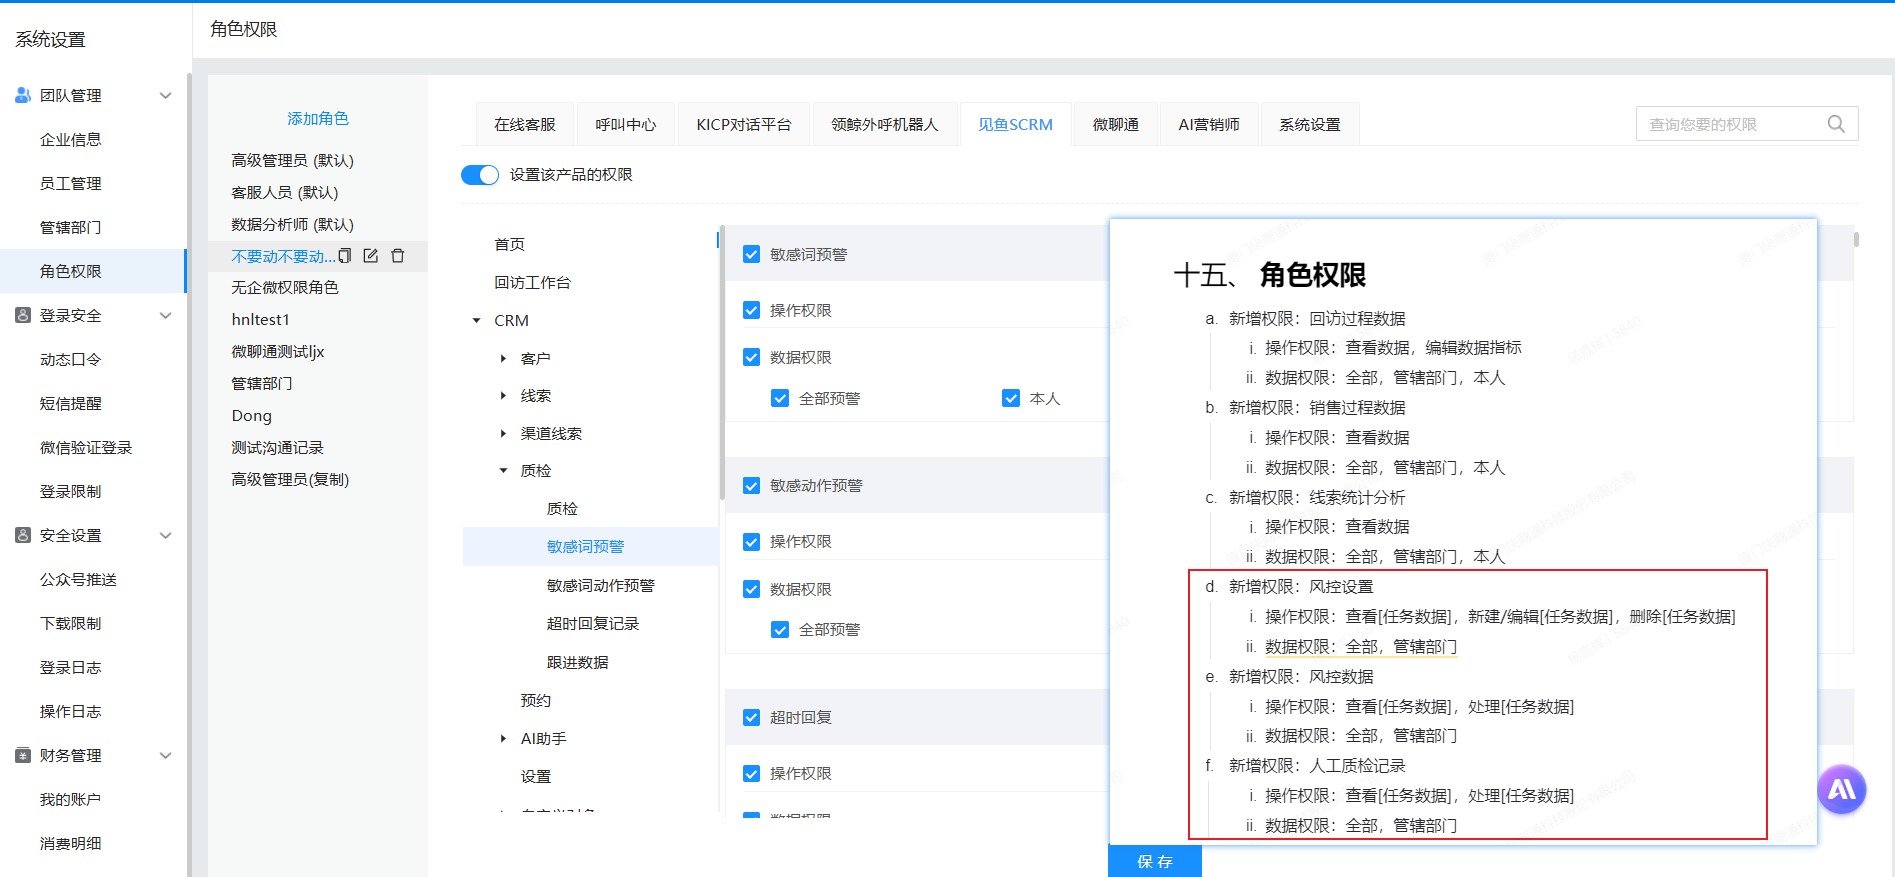 系统设置
角色权限
团队管理
企业信息
员工管理
管辖部门
角色权限
登录安全
动态口令
短信提醒
微信验证登录
登录限制
安全设置
公众号推送
下载限制
登录日志
操作日志
财务管理
我的账户
消费明细
添加角色
高级管理员 (默认)
客服人员 (默认)
数据分析师 (默认)
不要动不要动...
无企微权限角色
hnltest1
微聊通测试ljx
管辖部门
Dong
测试沟通记录
高级管理员(复制)
在线客服 呼叫中心 KICP对话平台 领鲸外呼机器人 见鱼SCRM 微聊通 AI营销师 系统设置
查询您要的权限
设置该产品的权限
首页
回访工作台
CRM
客户
线索
渠道线索
质检
质检
敏感词预警
敏感词动作预警
超时回复记录
跟进数据
预约
AI助手
设置
敏感词预警
操作权限
数据权限
全部预警 本人
敏感动作预警
操作权限
数据权限
全部预警
超时回复
操作权限
数据权限
十五、 角色权限
a. 新增权限：回访过程数据
i. 操作权限：查看数据，编辑数据指标
ii. 数据权限：全部，管辖部门，本人
b. 新增权限：销售过程数据
i. 操作权限：查看数据
ii. 数据权限：全部，管辖部门，本人
c. 新增权限：线索统计分析
i. 操作权限：查看数据
ii. 数据权限：全部，管辖部门，本人
d. 新增权限：风控设置
i. 操作权限：查看[任务数据]，新建/编辑[任务数据]，删除[任务数据]
ii. 数据权限：全部，管辖部门
e. 新增权限：风控数据
i. 操作权限：查看[任务数据]，处理[任务数据]
ii. 数据权限：全部，管辖部门
f. 新增权限：人工质检记录
i. 操作权限：查看[任务数据]，处理[任务数据]
ii. 数据权限：全部，管辖部门
保 存